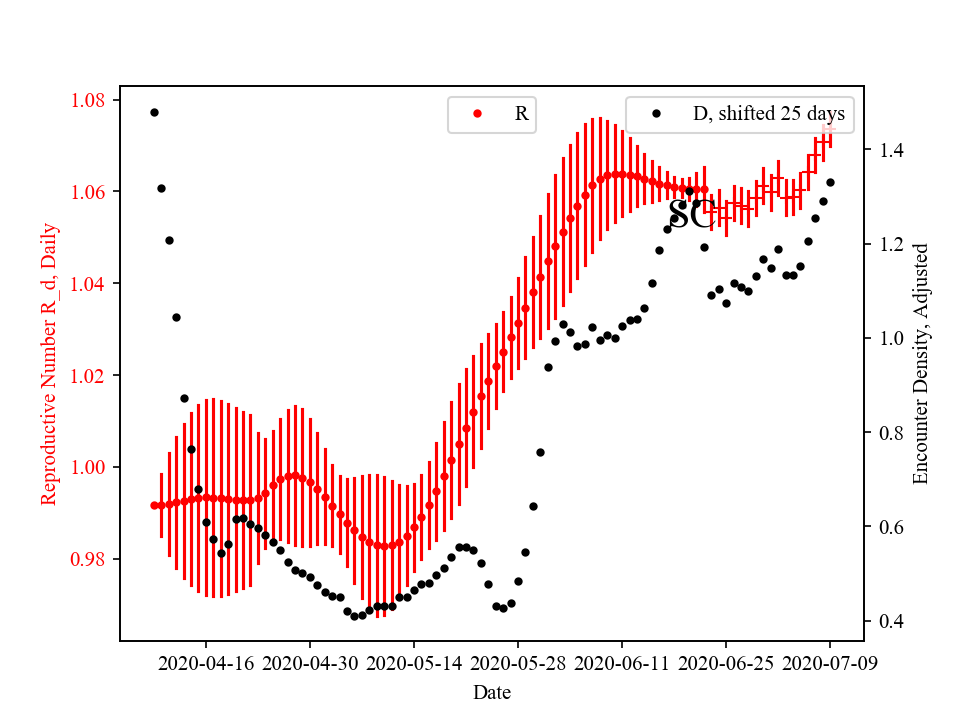 R
D, shifted 25 days
SC
Reproductive Number R_d, Daily
1.08
1.06
1.04
1.02
1.00
0.98
1.4
1.2
1.0
0.8
0.6
0.4
Encounter Density, Adjusted
2020-04-16 2020-04-30 2020-05-14 2020-05-28 2020-06-11 2020-06-25 2020-07-09
Date